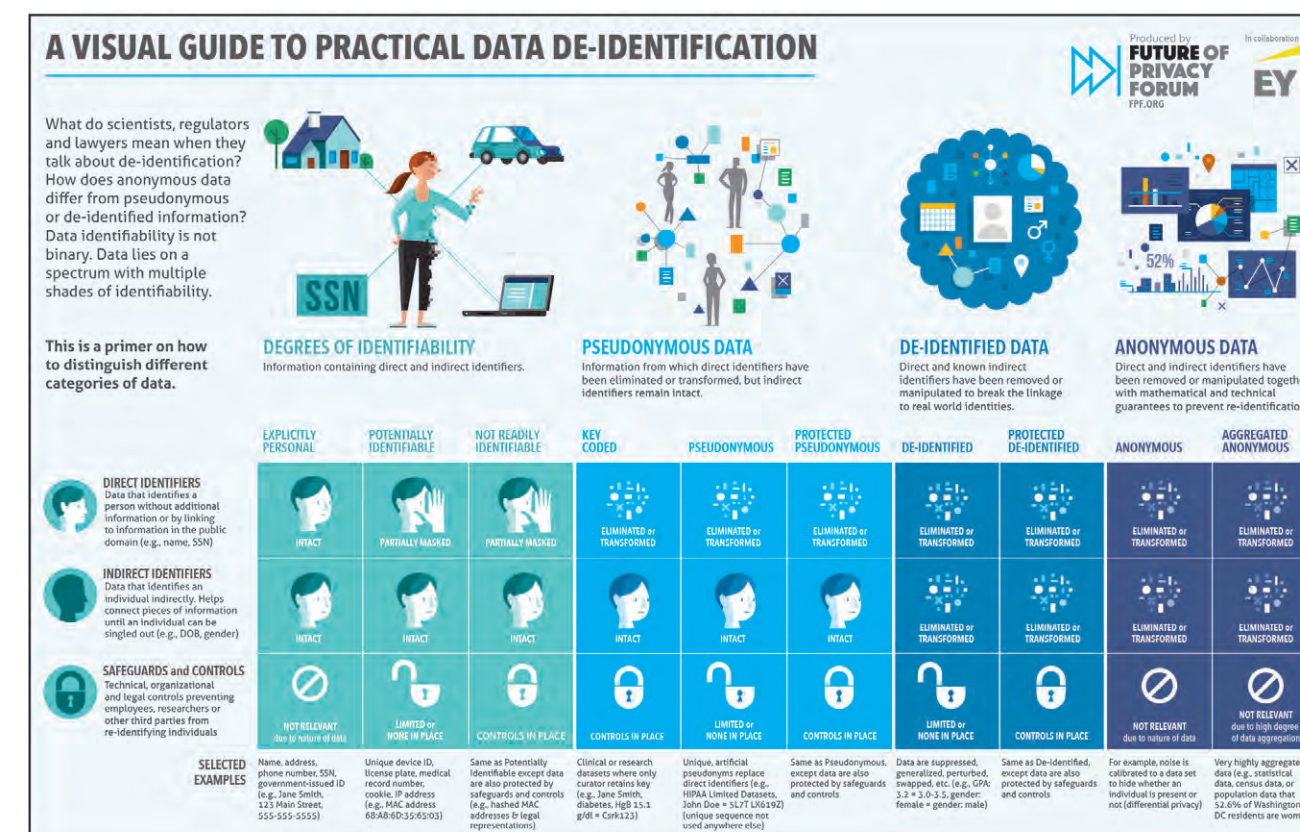 A VISUAL GUIDE TO PRACTICAL DATA DE-IDENTIFICATION
Produced by
FUTURE OF
PRIVACY
FORUM
FPF.ORG
In collaboration
EY
What do scientists, regulators
and lawyers mean when they
talk about de-identification?
How does anonymous data
differ from pseudonymous
or de-identified information?
Data identifiability is not
binary. Data lies on a
spectrum with multiple
shades of identifiability.
This is a primer on how
to distinguish different
categories of data.
SSN
52%
DEGREES OF IDENTIFIABILITY
Information containing direct and indirect identifiers.
PSEUDONYMOUS DATA
Information from which direct identifiers have
been eliminated or transformed, but indirect
identifiers remain intact.
DE-IDENTIFIED DATA
Direct and known indirect
identifiers have been removed or
manipulated to break the linkage
to real world identities.
ANONYMOUS DATA
Direct and indirect identifiers have
been removed or manipulated togeth
with mathematical and technical
guarantees to prevent re-identificatio
EXPLICITLY
PERSONAL
POTENTIALLY
IDENTIFIABLE
NOT READILY
IDENTIFIABLE
KEY
CODED
PSEUDONYMOUS
PROTECTED
PSEUDONYMOUS
DE-IDENTIFIED
PROTECTED
DE-IDENTIFIED
ANONYMOUS
AGGREGATED
ANONYMOUS
DIRECT IDENTIFIERS
Data that identifies a
person without additional
information or by linking
to information in the public
domain (e.g., name, SSN)
INTACT
PARTIALLY MASKED
PARTIALLY MASKED
ELIMINATED or
TRANSFORMED
ELIMINATED or
TRANSFORMED
ELIMINATED or
TRANSFORMED
ELIMINATED or
TRANSFORMED
ELIMINATED or
TRANSFORMED
ELIMINATED or
TRANSFORMED
ELIMINATED or
TRANSFORMED
INDIRECT IDENTIFIERS
Data that identifies an
individual indirectly. Helps
connect pieces of information
until an individual can be
singled out (e.g., DOB, gender)
INTACT
INTACT
INTACT
INTACT
INTACT
INTACT
ELIMINATED or
TRANSFORMED
ELIMINATED or
TRANSFORMED
ELIMINATED or
TRANSFORMED
ELIMINATED or
TRANSFORMED
SAFEGUARDS and CONTROLS
Technical, organizational
and legal controls preventing
employees, researchers or
other third parties from
re-identifying individuals
NOT RELEVANT
due to nature of data
LIMITED or
NONE IN PLACE
CONTROLS IN PLACE
CONTROLS IN PLACE
LIMITED or
NONE IN PLACE
CONTROLS IN PLACE
LIMITED or
NONE IN PLACE
CONTROLS IN PLACE
NOT RELEVANT
due to nature of data
NOT RELEVANT
due to high degree
of data aggregation
SELECTED
EXAMPLES
Name, address,
phone number, SSN,
government-issued ID
(e.g., Jane Smith,
123 Main Street,
555-555-5555)
Unique device ID,
license plate, medical
record number,
cookie, IP address
(e.g., MAC address
68:A8:6D:35:65:03)
Same as Potentially
Identifiable except data
are also protected by
safeguards and controls
(e.g., hashed MAC
addresses & legal
representations)
Clinical or research
datasets where only
curator retains key
(e.g., Jane Smith,
diabetes, HgB 15.1
g/dl = Csrk123)
Unique, artificial
pseudonyms replace
direct identifiers (e.g.,
HIPAA Limited Datasets,
John Doe = 5L7T LX619Z)
(unique sequence not
used anywhere else)
Same as Pseudonymous,
except data are also
protected by safeguards
and controls
Data are suppressed,
generalized, perturbed,
swapped, etc. (e.g., GPA:
3.2 = 3.0-3.5, gender:
female = gender: male)
Same as De-Identified,
except data are also
protected by safeguards
and controls
For example, noise is
calibrated to a data set
to hide whether an
individual is present or
not (differential privacy)
Very highly aggregate
data (e.g., statistical
data, census data, or
population data that
52.6% of Washington
DC residents are wom